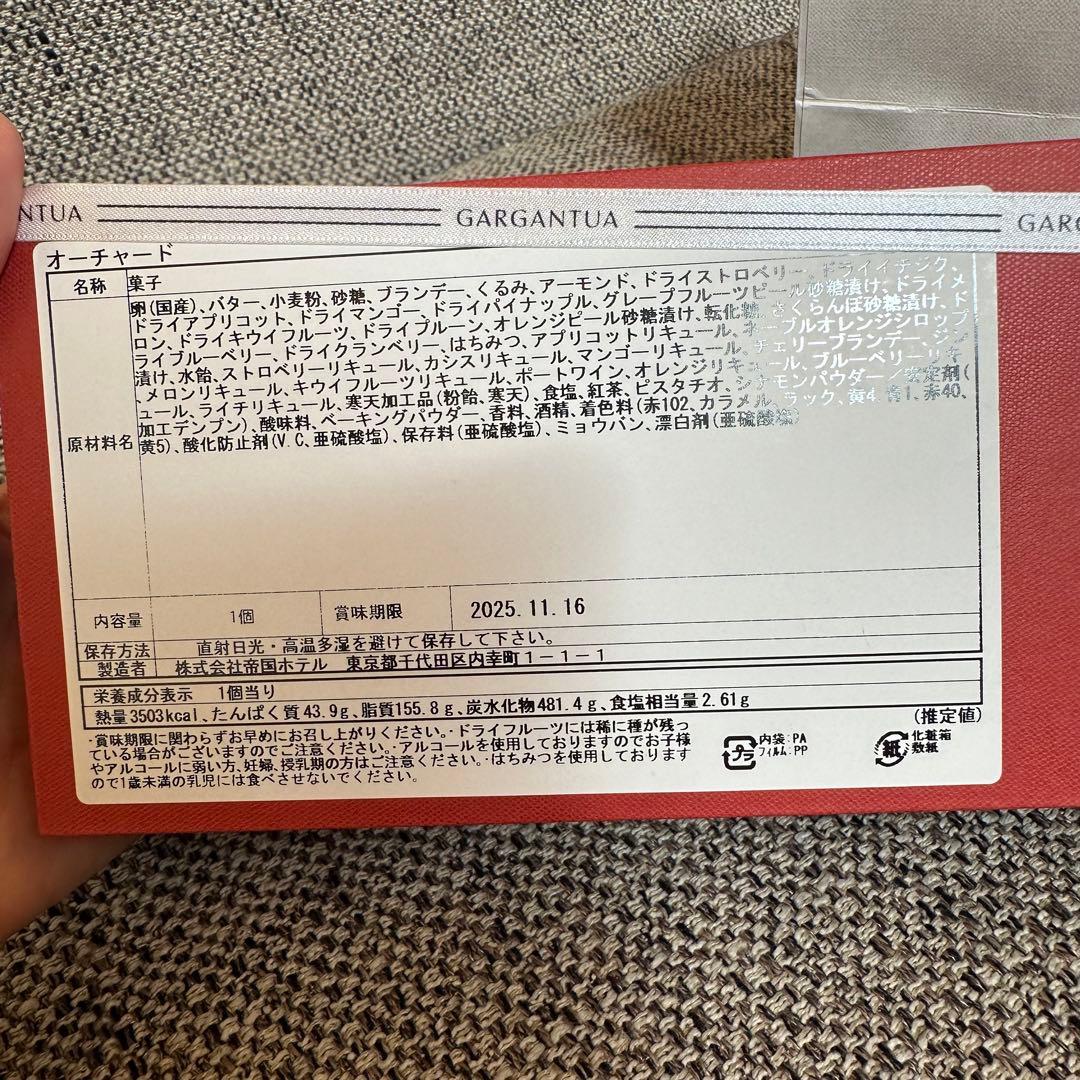 NTUA GARGANTUA GARG
オーチャード
名称 菓子
原材料名
卵(国産)、バター、小麦粉、砂糖、ブランデー、くるみ、アーモンド、ドライストロベリー、ドライイチジク、
ドライアプリコット、ドライマンゴー、ドライパイナップル、グレープフルーツピール砂糖漬け、ドライメ
ロン、ドライキウイフルーツ、ドライプルーン、オレンジピール砂糖漬け、転化糖、さくらんぼ砂糖漬け、ド
ライブルーベリー、ドライクランベリー、はちみつ、アプリコットリキュール、ネーブルオレンジシロップ
漬け、水飴、ストロベリーリキュール、カシスリキュール、マンゴーリキュール、チェリーブランデー、ジン
、メロンリキュール、キウイフルーツリキュール、ポートワイン、オレンジリキュール、ブルーベリーリキ
ュール、ライチリキュール、寒天加工品(粉飴、寒天)、食塩、紅茶、ピスタチオ、シナモンパウダー／安定剤(
加工デンプン)、酸味料、ベーキングパウダー、香料、酒精、着色料(赤102、カラメル、ラック、黄4、青1、赤40、
黄5)、酸化防止剤(V.C、亜硫酸塩)、保存料(亜硫酸塩)、ミョウバン、漂白剤(亜硫酸塩)
内容量 1個 賞味期限 2025.11.16
保存方法 直射日光・高温多湿を避けて保存して下さい。
製造者 株式会社帝国ホテル 東京都千代田区内幸町１－１－１
栄養成分表示 1個当り
熱量3503kcal、たんぱく質43.9g、脂質155.8g、炭水化物481.4g、食塩相当量2.61g
(推定値)
・賞味期限に関わらずお早めにお召し上がりください。・ドライフルーツには稀に種が残っ
ている場合がございますのでご注意ください。・アルコールを使用しておりますのでお子様
やアルコールに弱い方、妊婦、授乳期の方はご注意ください。・はちみつを使用しております
ので1歳未満の乳児には食べさせないでください。
プラ 内袋:PA
フィルム:PP
紙 化粧箱
敷紙